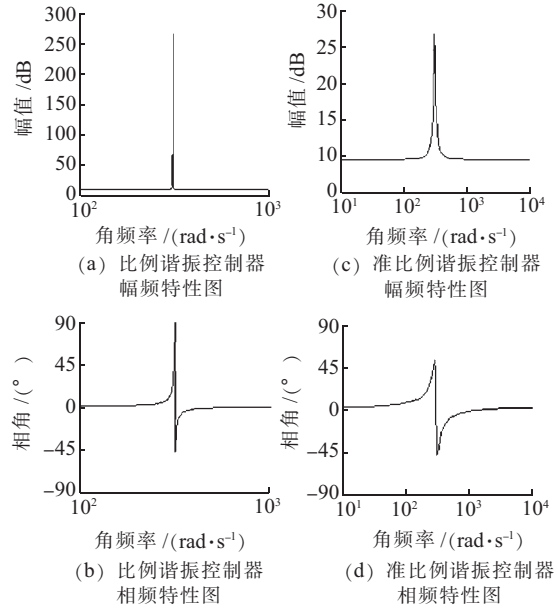 300
250
200
150
100
50
0
幅值/dB
10²
10³
角频率/(rad·s⁻¹)
(a) 比例谐振控制器
幅频特性图
30
25
20
15
10
5
0
幅值/dB
10¹
10²
10³
10⁴
角频率/(rad·s⁻¹)
(c) 准比例谐振控制器
幅频特性图
90
45
0
−45
−90
相角/(°)
10²
10³
角频率/(rad·s⁻¹)
(b) 比例谐振控制器
相频特性图
90
45
0
−45
−90
相角/(°)
10¹
10²
10³
10⁴
角频率/(rad·s⁻¹)
(d) 准比例谐振控制器
相频特性图